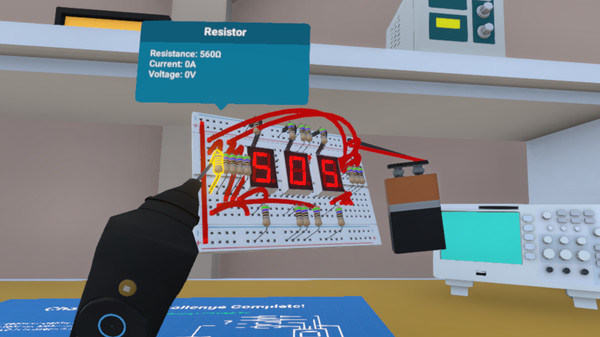 Resistor
Resistance: 560Ω
Current: 0A
Voltage: 0V
505
Challenge Complete!